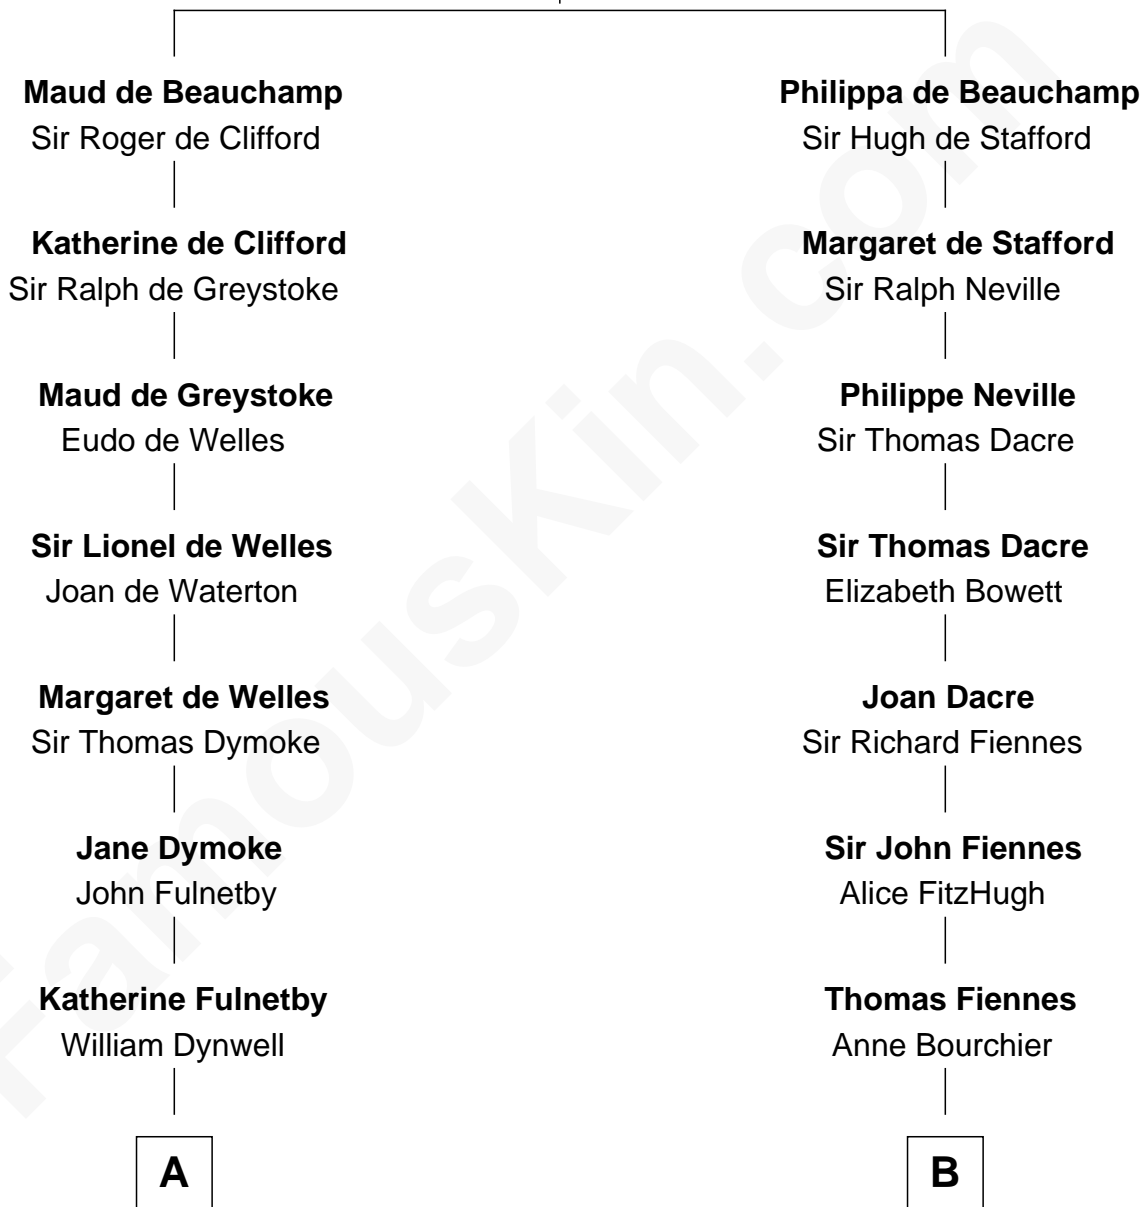 Maud de Beauchamp
Sir Roger de Clifford
Philippa de Beauchamp
Sir Hugh de Stafford
Katherine de Clifford
Sir Ralph de Greystoke
Margaret de Stafford
Sir Ralph Neville
Maud de Greystoke
Eudo de Welles
Philippe Neville
Sir Thomas Dacre
Sir Lionel de Welles
Joan de Waterton
Sir Thomas Dacre
Elizabeth Bowett
Margaret de Welles
Sir Thomas Dymoke
Joan Dacre
Sir Richard Fiennes
Jane Dymoke
John Fulnetby
Sir John Fiennes
Alice FitzHugh
Katherine Fulnetby
William Dynwell
Thomas Fiennes
Anne Bourchier
A
B
FamousKin.com